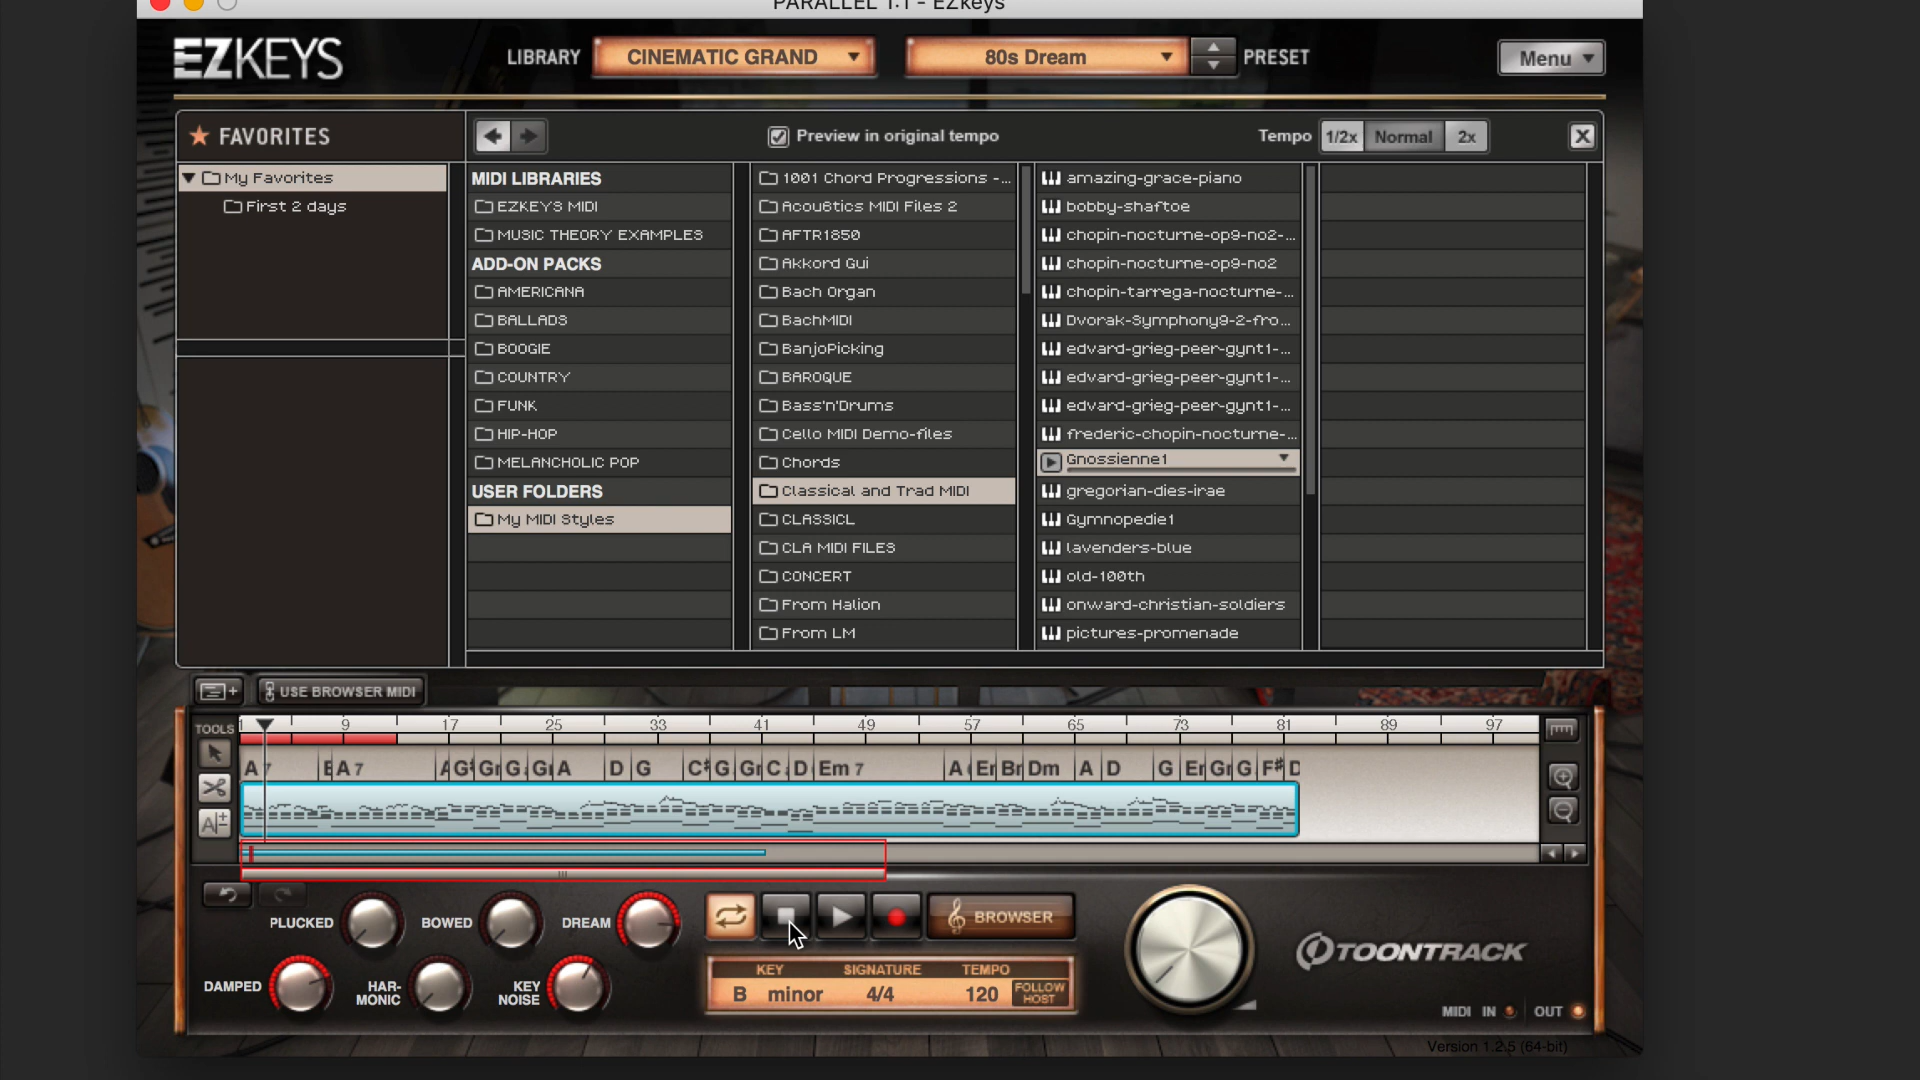 PARALLEL 1:1 - EZkeys
EZKEYS
LIBRARY
CINEMATIC GRAND
80s Dream
PRESET
Menu
FAVORITES
Preview in original tempo
Tempo
1/2x
Normal
2x
X
My Favorites
First 2 days
MIDI LIBRARIES
EZKEYS MIDI
MUSIC THEORY EXAMPLES
ADD-ON PACKS
AMERICANA
BALLADS
BOOGIE
COUNTRY
FUNK
HIP-HOP
MELANCHOLIC POP
USER FOLDERS
My MIDI Styles
1001 Chord Progressions -...
Acou6tics MIDI Files 2
AFTR1850
Akkord Gui
Bach Organ
BachMIDI
BanjoPicking
BAROQUE
Bass'n'Drums
Cello MIDI Demo-files
Chords
Classical and Trad MIDI
CLASSICL
CLA MIDI FILES
CONCERT
From Halion
From LM
amazing-grace-piano
bobby-shaftoe
chopin-nocturne-op9-no2-...
chopin-nocturne-op9-no2
chopin-tarrega-nocturne-...
Dvorak-Symphony9-2-fro...
edvard-grieg-peer-gynt1-...
edvard-grieg-peer-gynt1-...
edvard-grieg-peer-gynt1-...
frederic-chopin-nocturne-...
Gnossienne1
gregorian-dies-irae
Gymnopedie1
lavenders-blue
old-100th
onward-christian-soldiers
pictures-promenade
USE BROWSER MIDI
TOOLS
1 9 17 25 33 41 49 57 65 73 81 89 97
A 7 E A 7 A G# G G A D G C# G G C D Em 7 A E B Dm A D G E G G F# D
PLUCKED
BOWED
DREAM
BROWSER
DAMPED
HAR-
MONIC
KEY
NOISE
KEY SIGNATURE TEMPO
B minor 4/4 120 FOLLOW
HOST
TOONTRACK
MIDI IN OUT
Version 1.2.5 (64-bit)